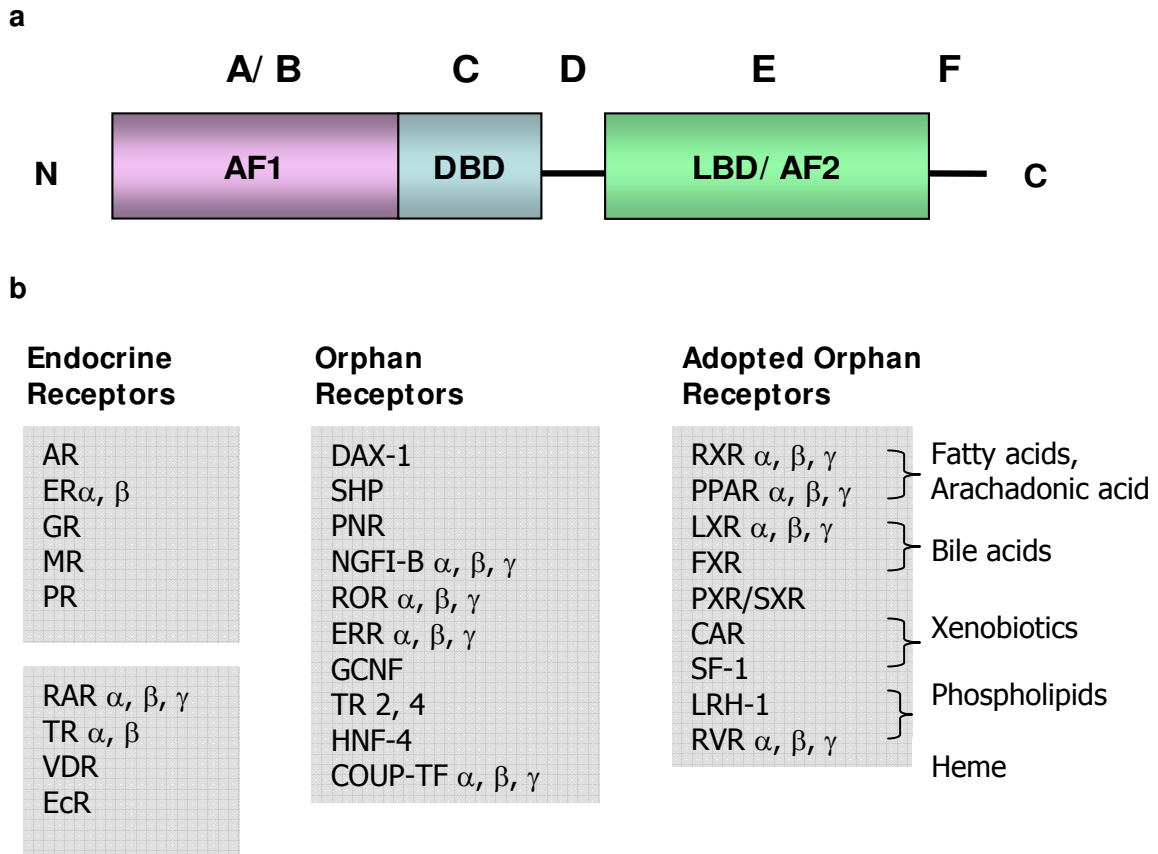 a
A/ B C D E F
N AF1 DBD LBD/ AF2 C
b
Endocrine
Receptors
AR
ERα, β
GR
MR
PR
RAR α, β, γ
TR α, β
VDR
EcR
Orphan
Receptors
DAX-1
SHP
PNR
NGFI-B α, β, γ
ROR α, β, γ
ERR α, β, γ
GCNF
TR 2, 4
HNF-4
COUP-TF α, β, γ
Adopted Orphan
Receptors
RXR α, β, γ
PPAR α, β, γ
LXR α, β, γ
FXR
PXR/SXR
CAR
SF-1
LRH-1
RVR α, β, γ
Fatty acids,
Arachadonic acid
Bile acids
Xenobiotics
Phospholipids
Heme